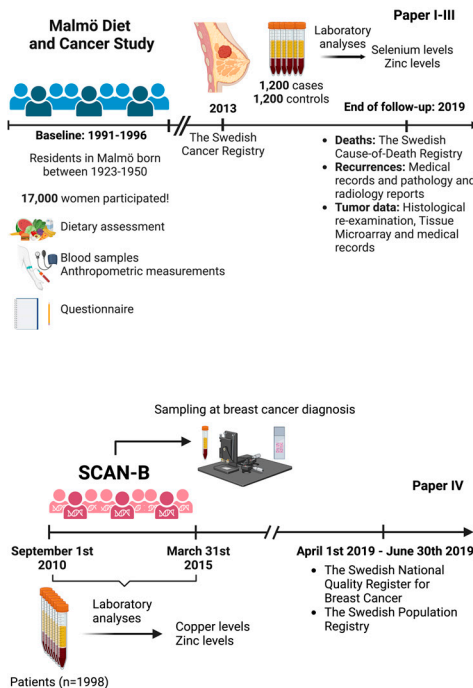 Malmö Diet
and Cancer Study
Paper I-III
Laboratory
analyses
Selenium levels
Zinc levels
1,200 cases
1,200 controls
2013
End of follow-up: 2019
Baseline: 1991-1996
The Swedish
Cancer Registry
Residents in Malmö born
between 1923-1950
17,000 women participated!
Dietary assessment
Blood samples
Anthropometric measurements
Questionnaire
• Deaths: The Swedish
Cause-of-Death Registry
• Recurrences: Medical
records and pathology and
radiology reports
• Tumor data: Histological
re-examination, Tissue
Microarray and medical
records
Sampling at breast cancer diagnosis
SCAN-B
Paper IV
September 1st
2010
March 31st
2015
April 1st 2019 - June 30th 2019
• The Swedish National
Quality Register for
Breast Cancer
• The Swedish Population
Registry
Laboratory
analyses
Copper levels
Zinc levels
Patients (n=1998)